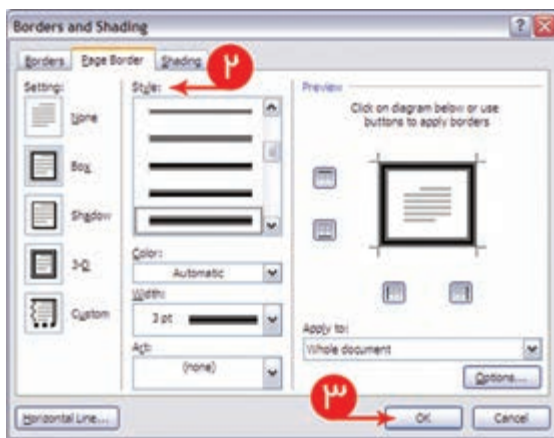 Borders and Shading
Borders Page Border Shading
۲
Setting:
None
Box
Shadow
3-D
Custom
Style:
Color:
Automatic
Width:
3 pt
Art:
(none)
Preview
Click on diagram below or use
buttons to apply borders
Apply to:
Whole document
Options...
۳
Horizontal Line...
OK
Cancel